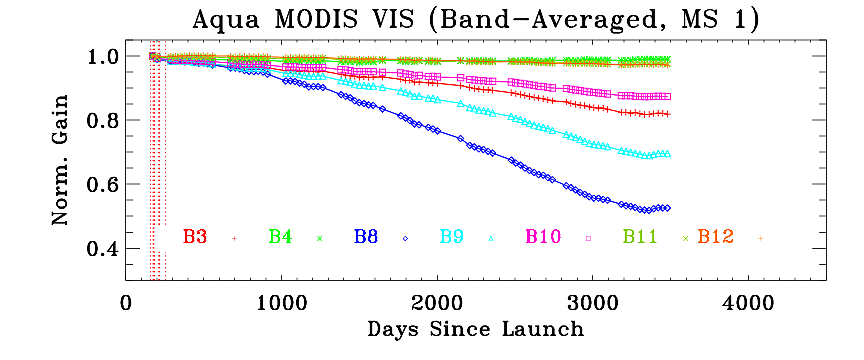 Aqua MODIS VIS (Band-Averaged, MS 1)
1.0
0.8
0.6
0.4
Norm. Gain
B3 B4 B8 B9 B10 B11 B12
0 1000 2000 3000 4000
Days Since Launch